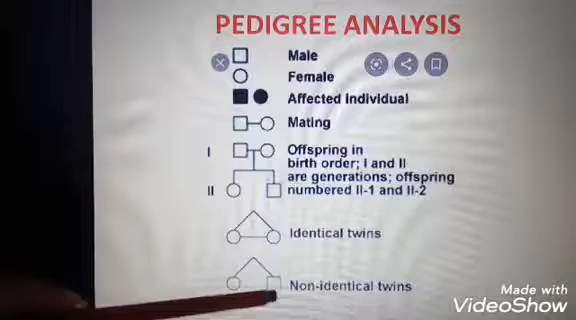 PEDIGREE ANALYSIS
Male
Female
Affected individual
Mating
I
Offspring in
birth order; I and II
are generations; offspring
II
numbered II-1 and II-2
Identical twins
Non-identical twins
Made with
VideoShow